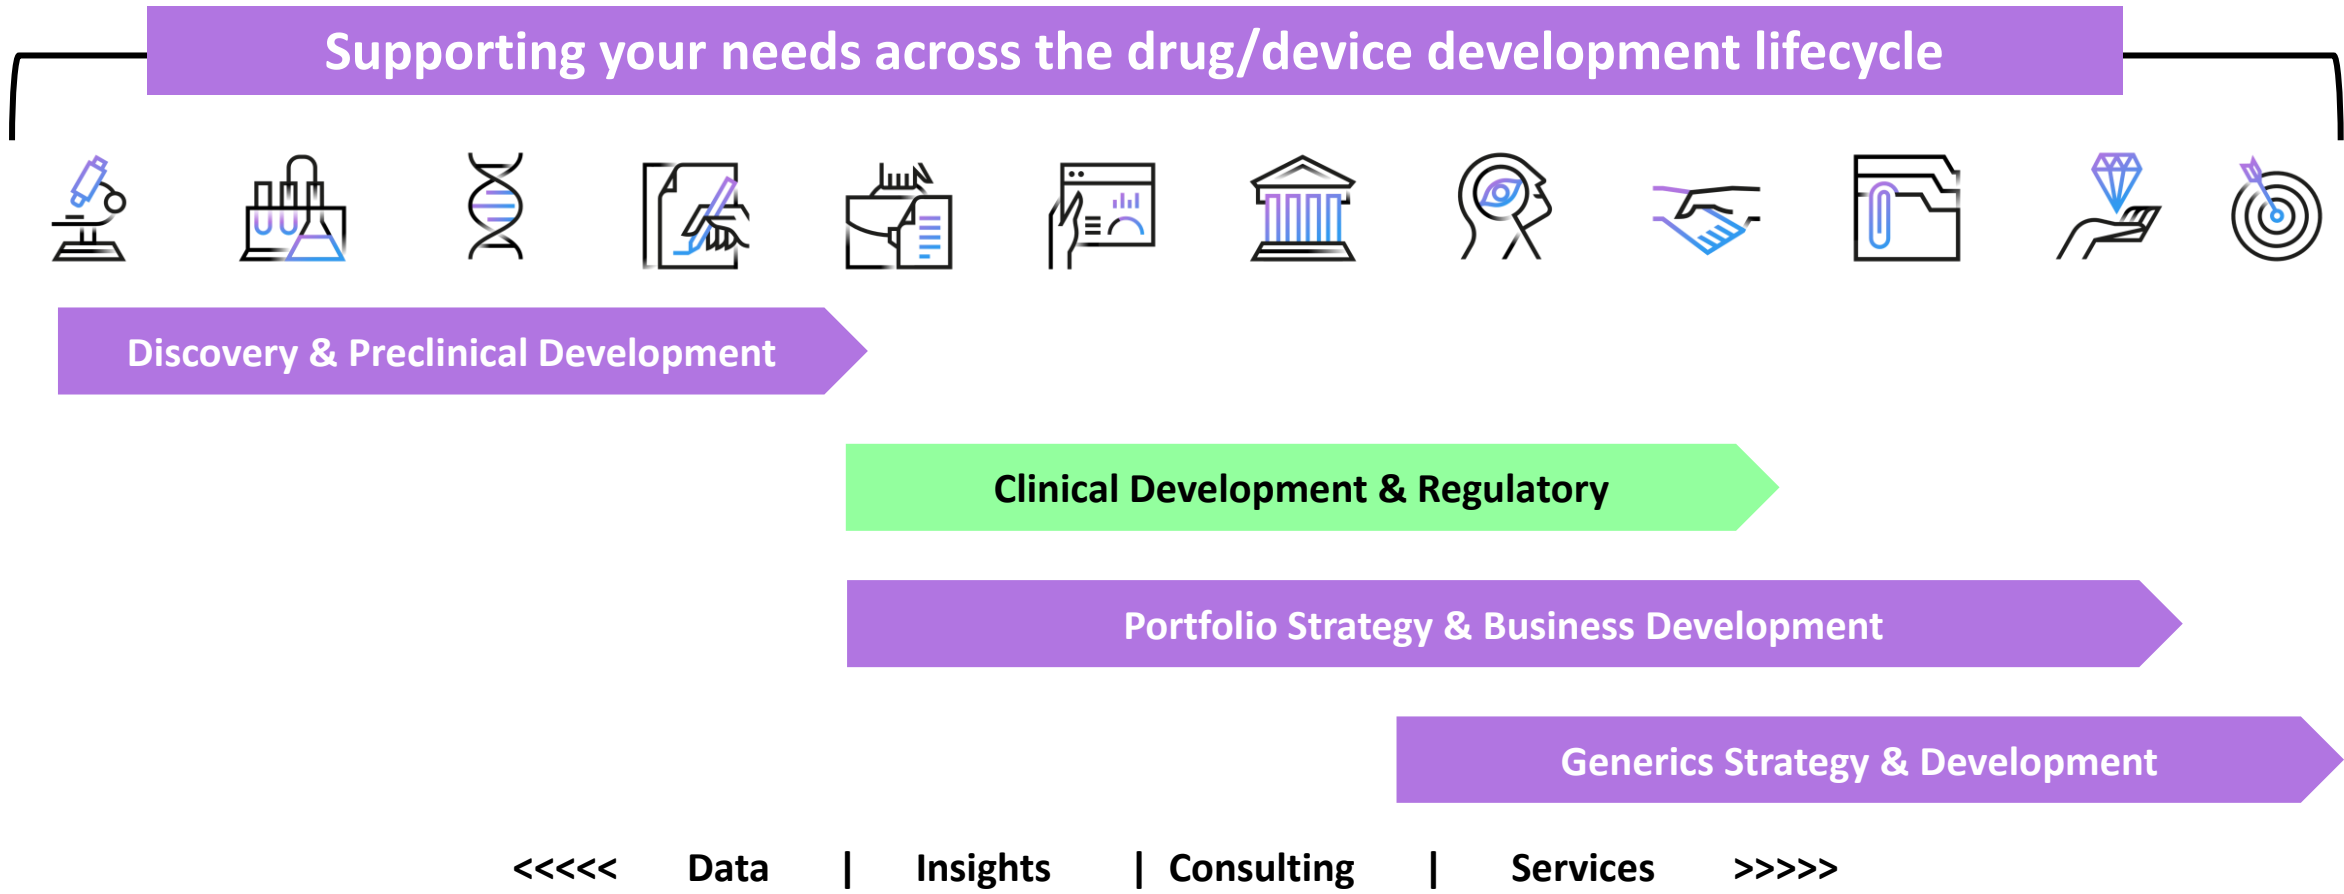 Supporting your needs across the drug/device development lifecycle
Discovery & Preclinical Development
Clinical Development & Regulatory
Portfolio Strategy & Business Development
Generics Strategy & Development
<<<<< Data | Insights | Consulting | Services >>>>>